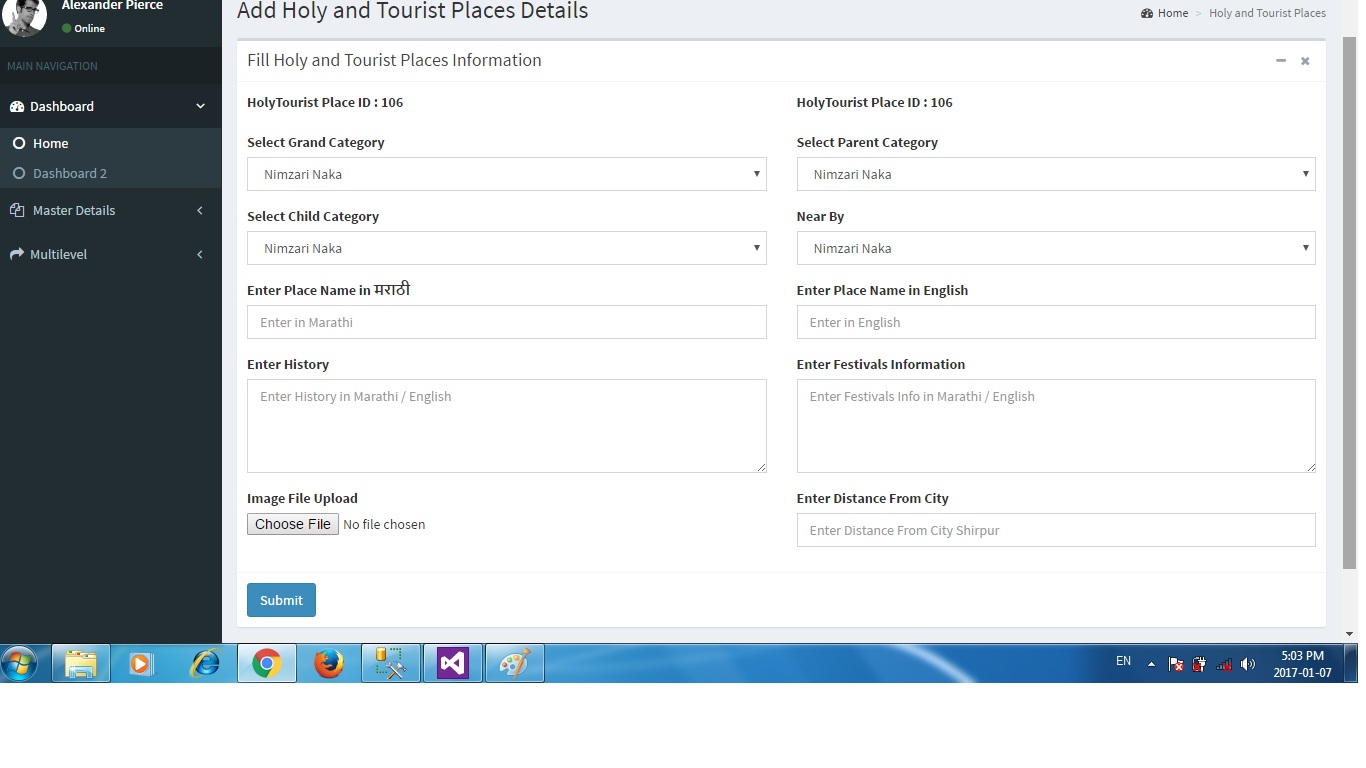 Alexander Pierce
Online
MAIN NAVIGATION
Dashboard
Home
Dashboard 2
Master Details
Multilevel
Add Holy and Tourist Places Details
Home > Holy and Tourist Places
Fill Holy and Tourist Places Information
HolyTourist Place ID : 106
HolyTourist Place ID : 106
Select Grand Category
Select Parent Category
Nimzari Naka
Nimzari Naka
Select Child Category
Near By
Nimzari Naka
Nimzari Naka
Enter Place Name in मराठी
Enter Place Name in English
Enter in Marathi
Enter in English
Enter History
Enter Festivals Information
Enter History in Marathi / English
Enter Festivals Info in Marathi / English
Image File Upload
Enter Distance From City
Choose File No file chosen
Enter Distance From City Shirpur
Submit
EN
5:03 PM
2017-01-07